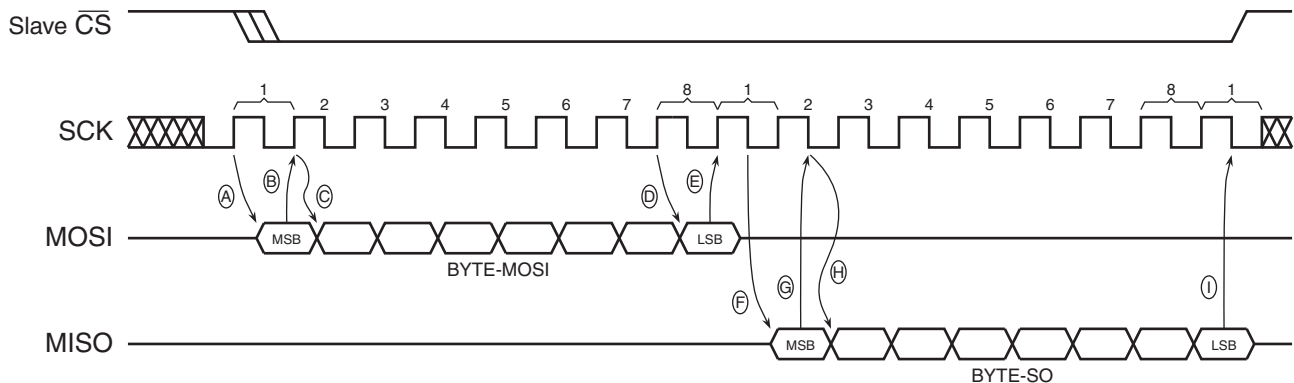 Slave CS
1 2 3 4 5 6 7 8 1 2 3 4 5 6 7 8 1
SCK
A B C D E
MOSI MSB LSB
BYTE-MOSI
F G H I
MISO MSB LSB
BYTE-SO